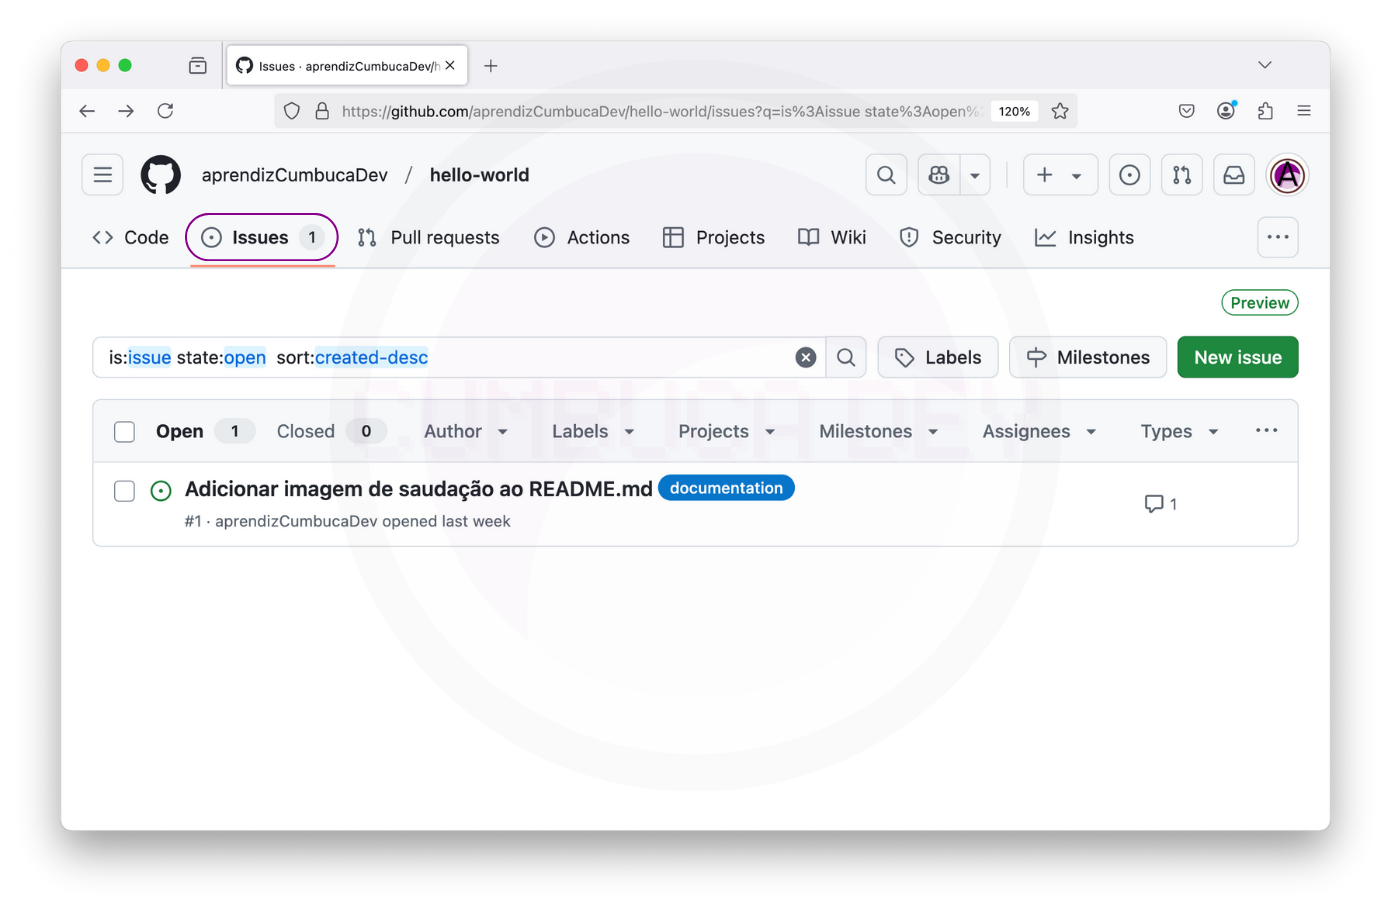 Issues · aprendizCumbucaDev/h
https://github.com/aprendizCumbucaDev/hello-world/issues?q=is%3Aissue state%3Aopen% 120%
aprendizCumbucaDev / hello-world
Code Issues 1 Pull requests Actions Projects Wiki Security Insights
Preview
is:issue state:open sort:created-desc Labels Milestones New issue
Open 1 Closed 0 Author Labels Projects Milestones Assignees Types
Adicionar imagem de saudação ao README.md documentation
#1 · aprendizCumbucaDev opened last week 1
CUMBUCA DEV